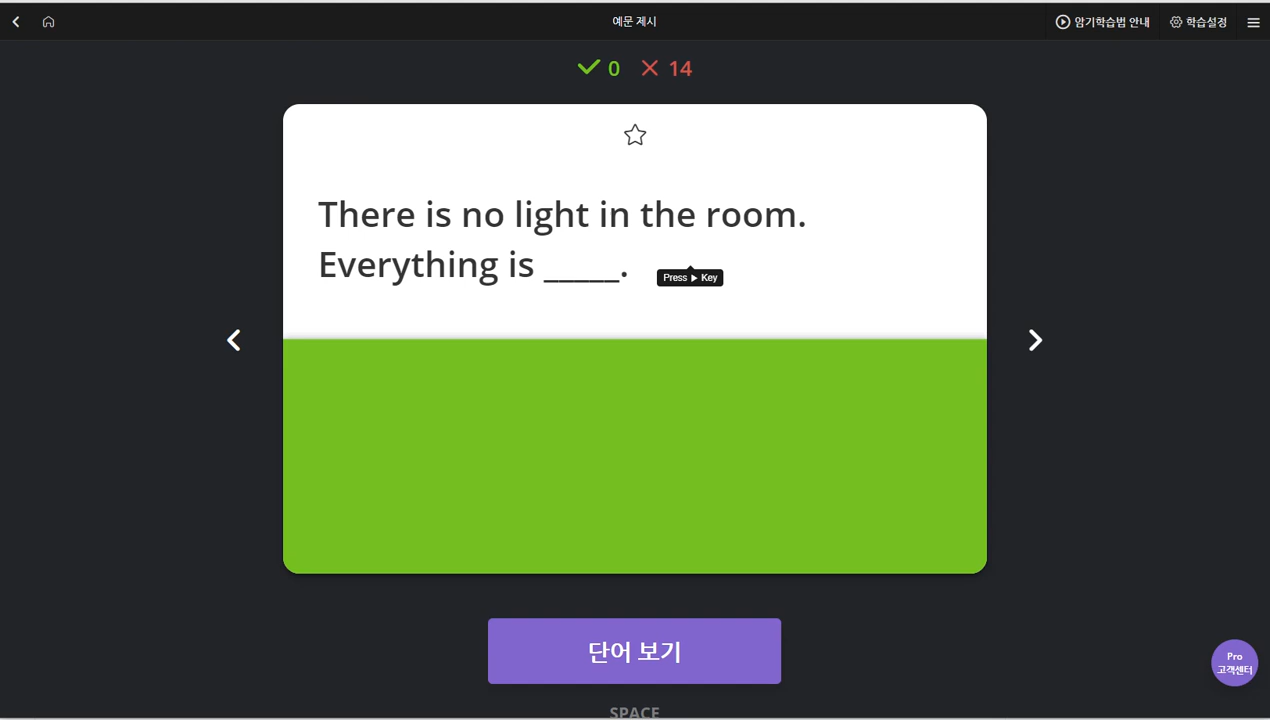 예문 제시
암기학습법 안내
학습설정
0
14
There is no light in the room.
Everything is _____.
Press ▶ Key
단어 보기
Pro
고객센터
SPACE